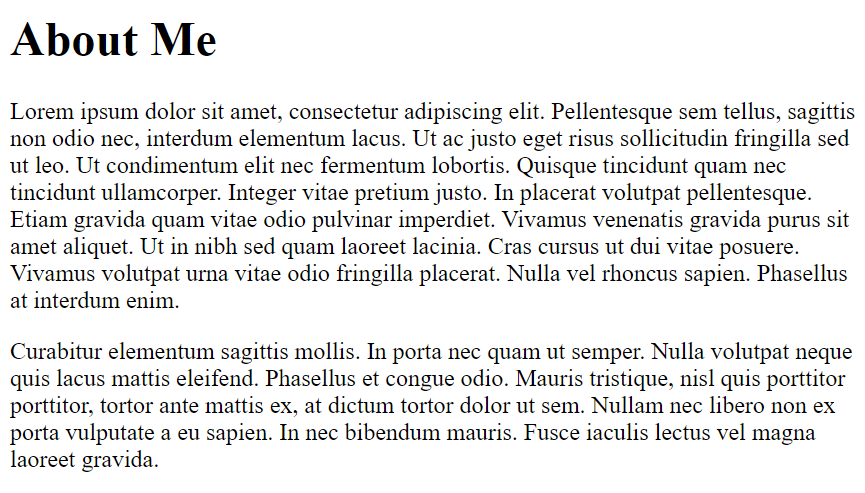 About Me
Lorem ipsum dolor sit amet, consectetur adipiscing elit. Pellentesque sem tellus, sagittis
non odio nec, interdum elementum lacus. Ut ac justo eget risus sollicitudin fringilla sed
ut leo. Ut condimentum elit nec fermentum lobortis. Quisque tincidunt quam nec
tincidunt ullamcorper. Integer vitae pretium justo. In placerat volutpat pellentesque.
Etiam gravida quam vitae odio pulvinar imperdiet. Vivamus venenatis gravida purus sit
amet aliquet. Ut in nibh sed quam laoreet lacinia. Cras cursus ut dui vitae posuere.
Vivamus volutpat urna vitae odio fringilla placerat. Nulla vel rhoncus sapien. Phasellus
at interdum enim.
Curabitur elementum sagittis mollis. In porta nec quam ut semper. Nulla volutpat neque
quis lacus mattis eleifend. Phasellus et congue odio. Mauris tristique, nisl quis porttitor
porttitor, tortor ante mattis ex, at dictum tortor dolor ut sem. Nullam nec libero non ex
porta vulputate a eu sapien. In nec bibendum mauris. Fusce iaculis lectus vel magna
laoreet gravida.